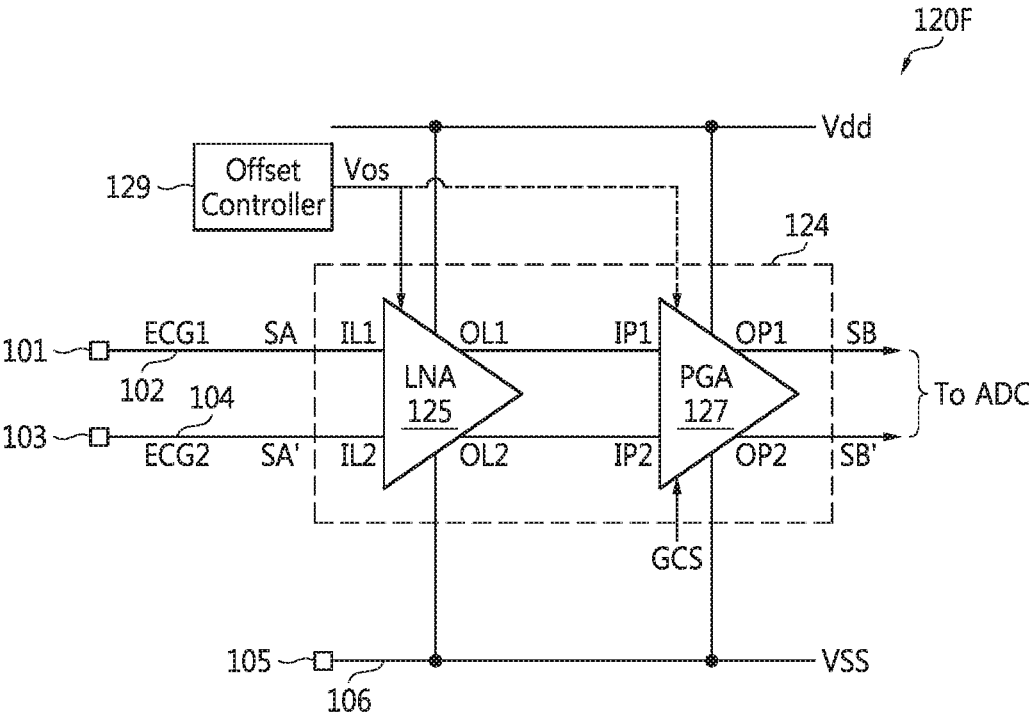 120F
Vdd
129
Offset
Controller
Vos
124
101
ECG1
SA
IL1
OL1
IP1
OP1
SB
102
LNA
125
PGA
127
To ADC
104
103
ECG2
SA'
IL2
OL2
IP2
OP2
SB'
GCS
105
106
VSS